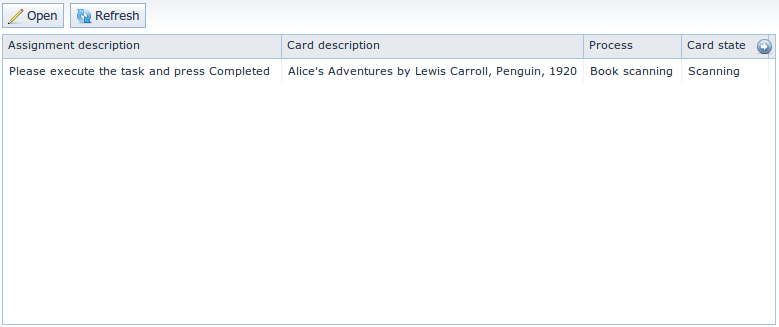 Open Refresh
Assignment description Card description Process Card state
Please execute the task and press Completed Alice's Adventures by Lewis Carroll, Penguin, 1920 Book scanning Scanning